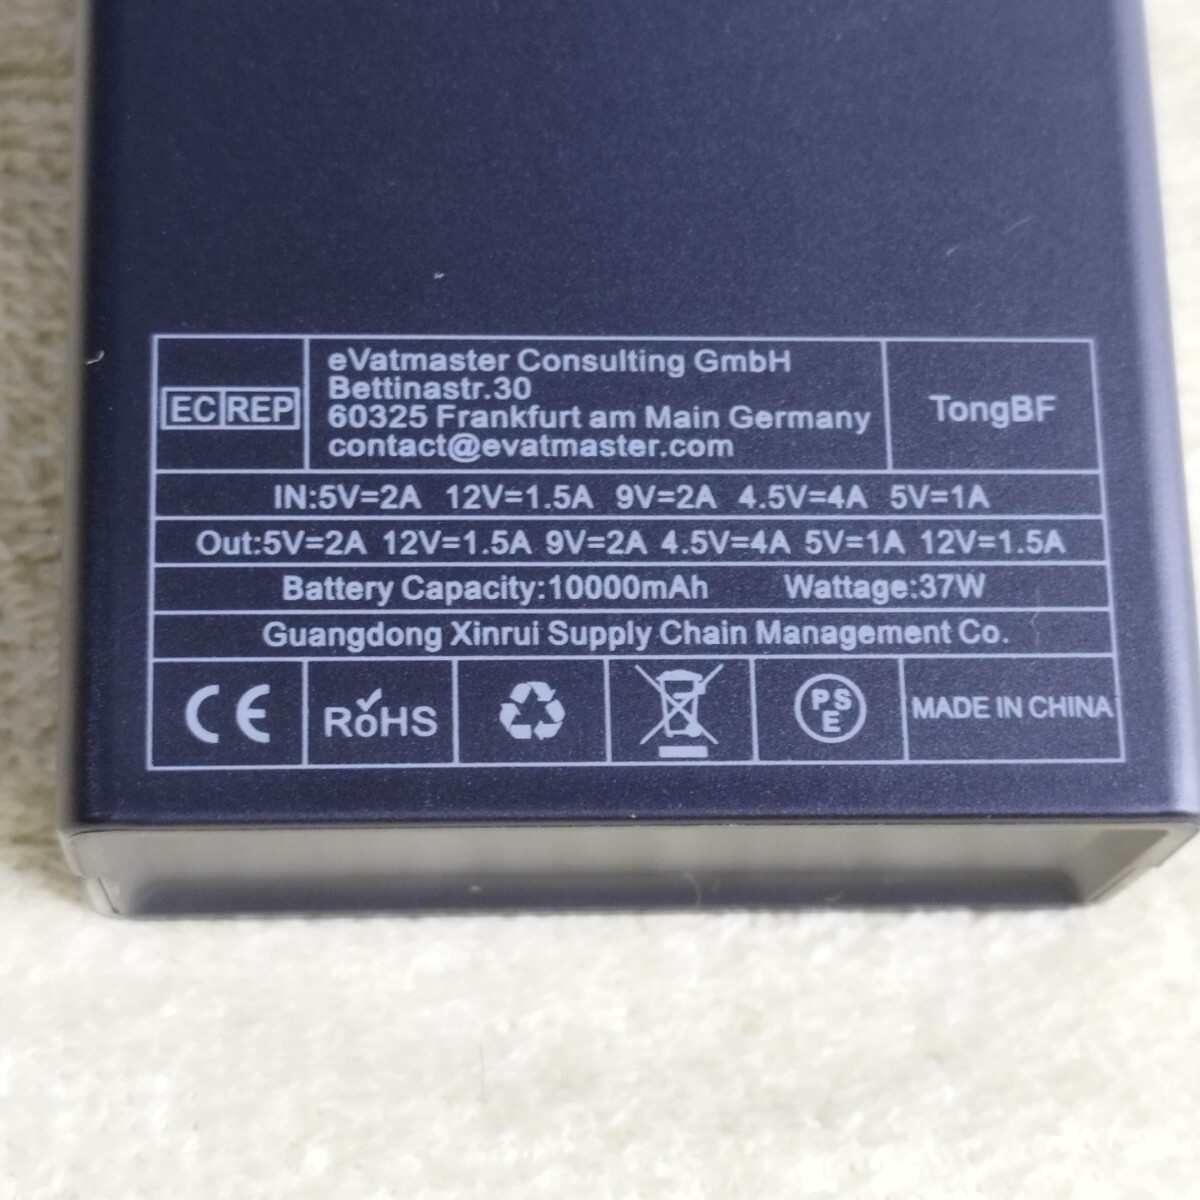 EC REP
eVatmaster Consulting GmbH
Bettinastr.30
60325 Frankfurt am Main Germany
contact@evatmaster.com
TongBF
IN:5V=2A 12V=1.5A 9V=2A 4.5V=4A 5V=1A
Out:5V=2A 12V=1.5A 9V=2A 4.5V=4A 5V=1A 12V=1.5A
Battery Capacity:10000mAh Wattage:37W
Guangdong Xinrui Supply Chain Management Co.
CE
RoHS
PS
E
MADE IN CHINA